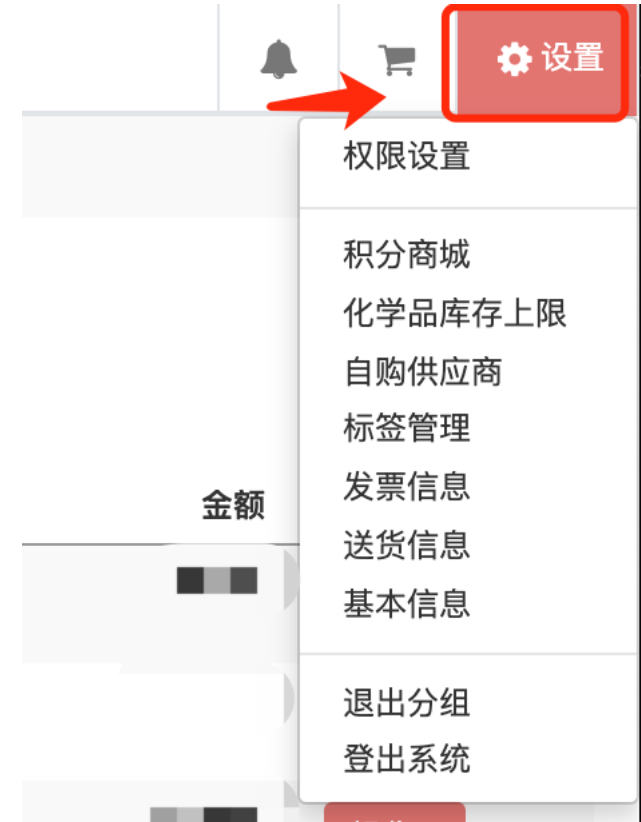 设置
权限设置
积分商城
化学品库存上限
自购供应商
标签管理
发票信息
金额
送货信息
基本信息
退出分组
登出系统